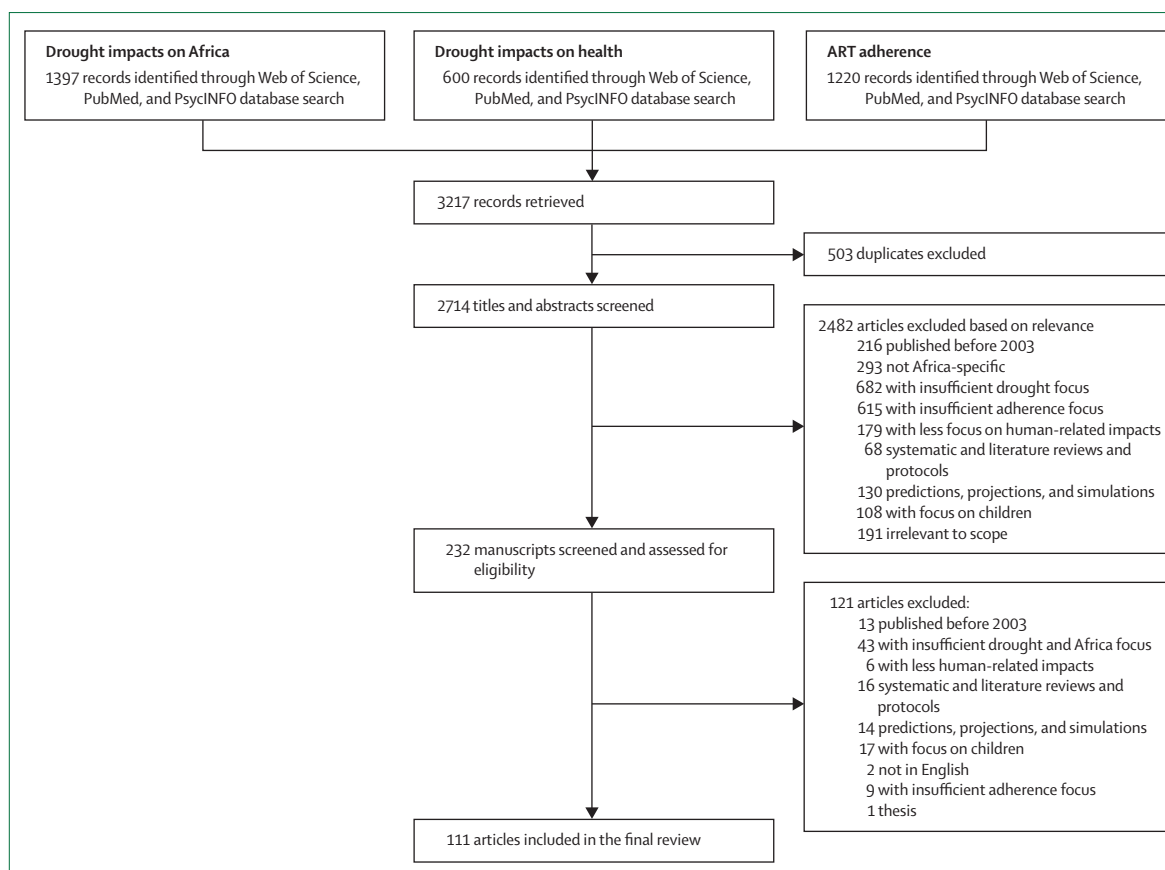 Drought impacts on Africa
1397 records identified through Web of Science,
PubMed, and PsycINFO database search
Drought impacts on health
600 records identified through Web of Science,
PubMed, and PsycINFO database search
ART adherence
1220 records identified through Web of Science,
PubMed, and PsycINFO database search
3217 records retrieved
503 duplicates excluded
2714 titles and abstracts screened
2482 articles excluded based on relevance
216 published before 2003
293 not Africa-specific
682 with insufficient drought focus
615 with insufficient adherence focus
179 with less focus on human-related impacts
68 systematic and literature reviews and
protocols
130 predictions, projections, and simulations
108 with focus on children
191 irrelevant to scope
232 manuscripts screened and assessed for
eligibility
121 articles excluded:
13 published before 2003
43 with insufficient drought and Africa focus
6 with less human-related impacts
16 systematic and literature reviews and
protocols
14 predictions, projections, and simulations
17 with focus on children
2 not in English
9 with insufficient adherence focus
1 thesis
111 articles included in the final review